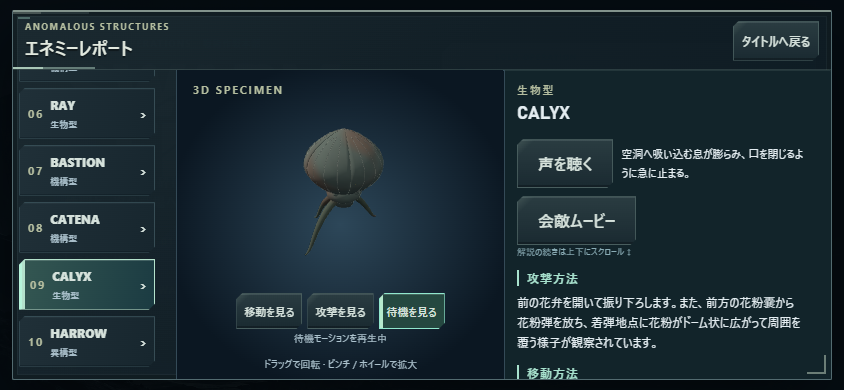 ANOMALOUS STRUCTURES
エネミーレポート
タイトルへ戻る
06 RAY
生物型
07 BASTION
機構型
08 CATENA
機構型
09 CALYX
生物型
10 HARROW
異構型
3D SPECIMEN
移動を見る 攻撃を見る 待機を見る
待機モーションを再生中
ドラッグで回転・ピンチ / ホイールで拡大
生物型
CALYX
声を聴く
空洞へ吸い込む息が膨らみ、口を閉じるよ
うに急に止まる。
会敵ムービー
解説の続きは上下にスクロール ↕
攻撃方法
前の花弁を開いて振り下ろします。また、前方の花粉嚢から
花粉弾を放ち、着弾地点に花粉がドーム状に広がって周囲を
覆う様子が観察されています。
移動方法